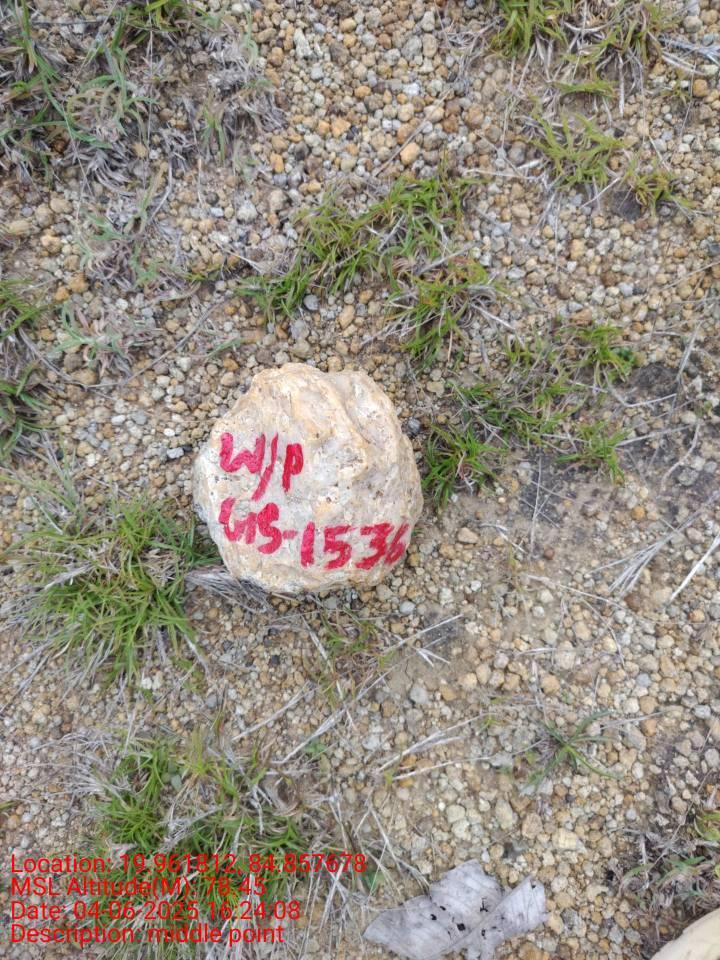 W/P
GS-1536
Location: 19.961812, 84.857678
MSL Altitude(M): 78.45
Date: 04-06-2025 16:24:08
Description: middle point